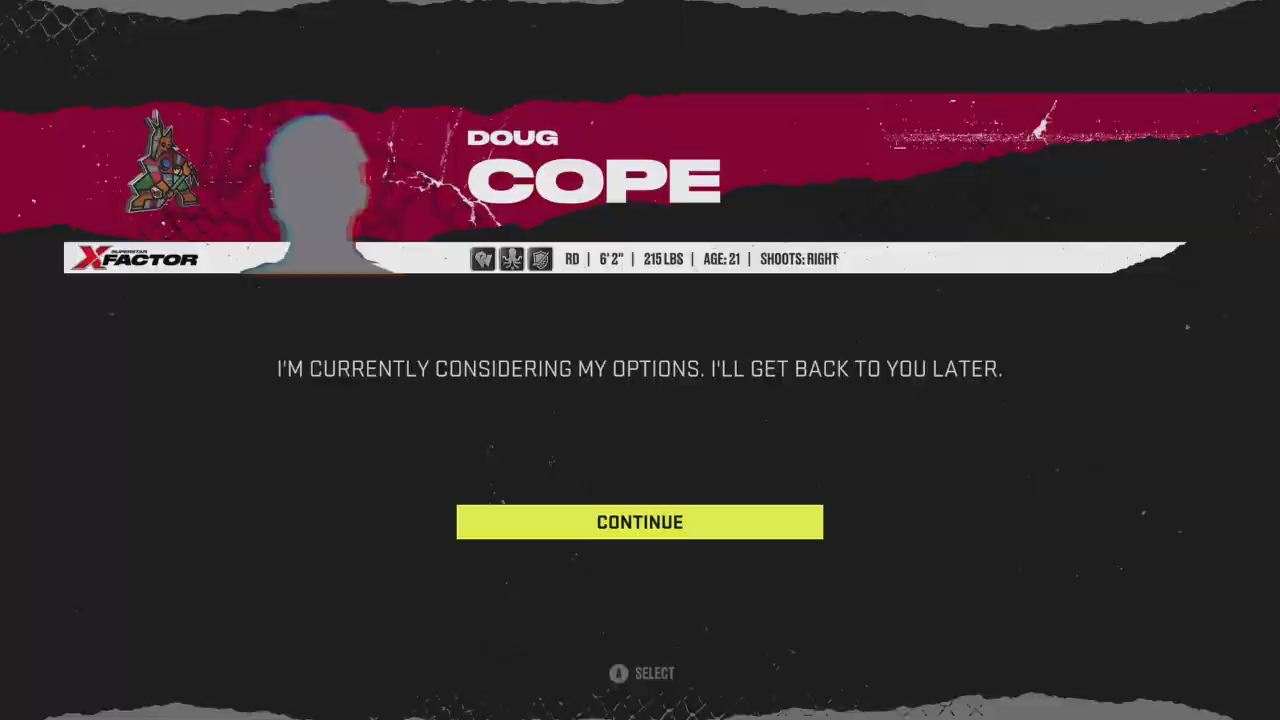 DOUG
COPE
SUPERSTAR
XFACTOR
RD | 6' 2" | 215 LBS | AGE: 21 | SHOOTS: RIGHT
I'M CURRENTLY CONSIDERING MY OPTIONS. I'LL GET BACK TO YOU LATER.
CONTINUE
A SELECT